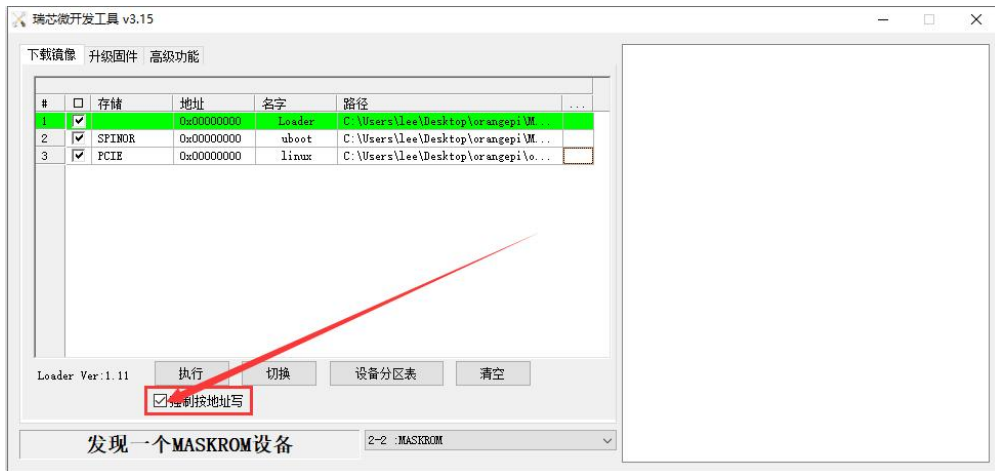 瑞芯微开发工具 v3.15
下载镜像 升级固件 高级功能
# 存储 地址 名字 路径 ...
1 0x00000000 Loader C:\Users\lee\Desktop\orangepi\M...
2 SPINOR 0x00000000 uboot C:\Users\lee\Desktop\orangepi\M...
3 PCIE 0x00000000 linux C:\Users\lee\Desktop\orangepi\o...
Loader Ver:1.11 执行 切换 设备分区表 清空
强制按地址写
发现一个MASKROM设备 2-2 :MASKROM